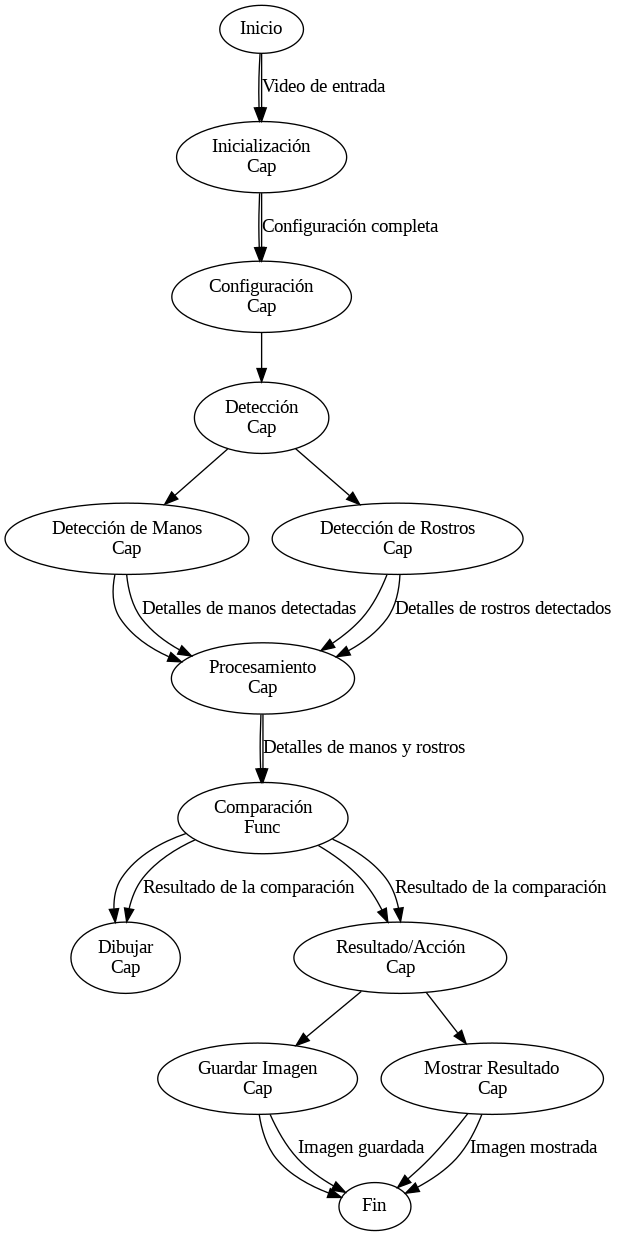 Inicio
Video de entrada
Inicialización
Cap
Configuración completa
Configuración
Cap
Detección
Cap
Detección de Manos
Cap
Detección de Rostros
Cap
Detalles de manos detectadas
Detalles de rostros detectados
Procesamiento
Cap
Detalles de manos y rostros
Comparación
Func
Resultado de la comparación
Resultado de la comparación
Dibujar
Cap
Resultado/Acción
Cap
Guardar Imagen
Cap
Mostrar Resultado
Cap
Imagen guardada
Imagen mostrada
Fin